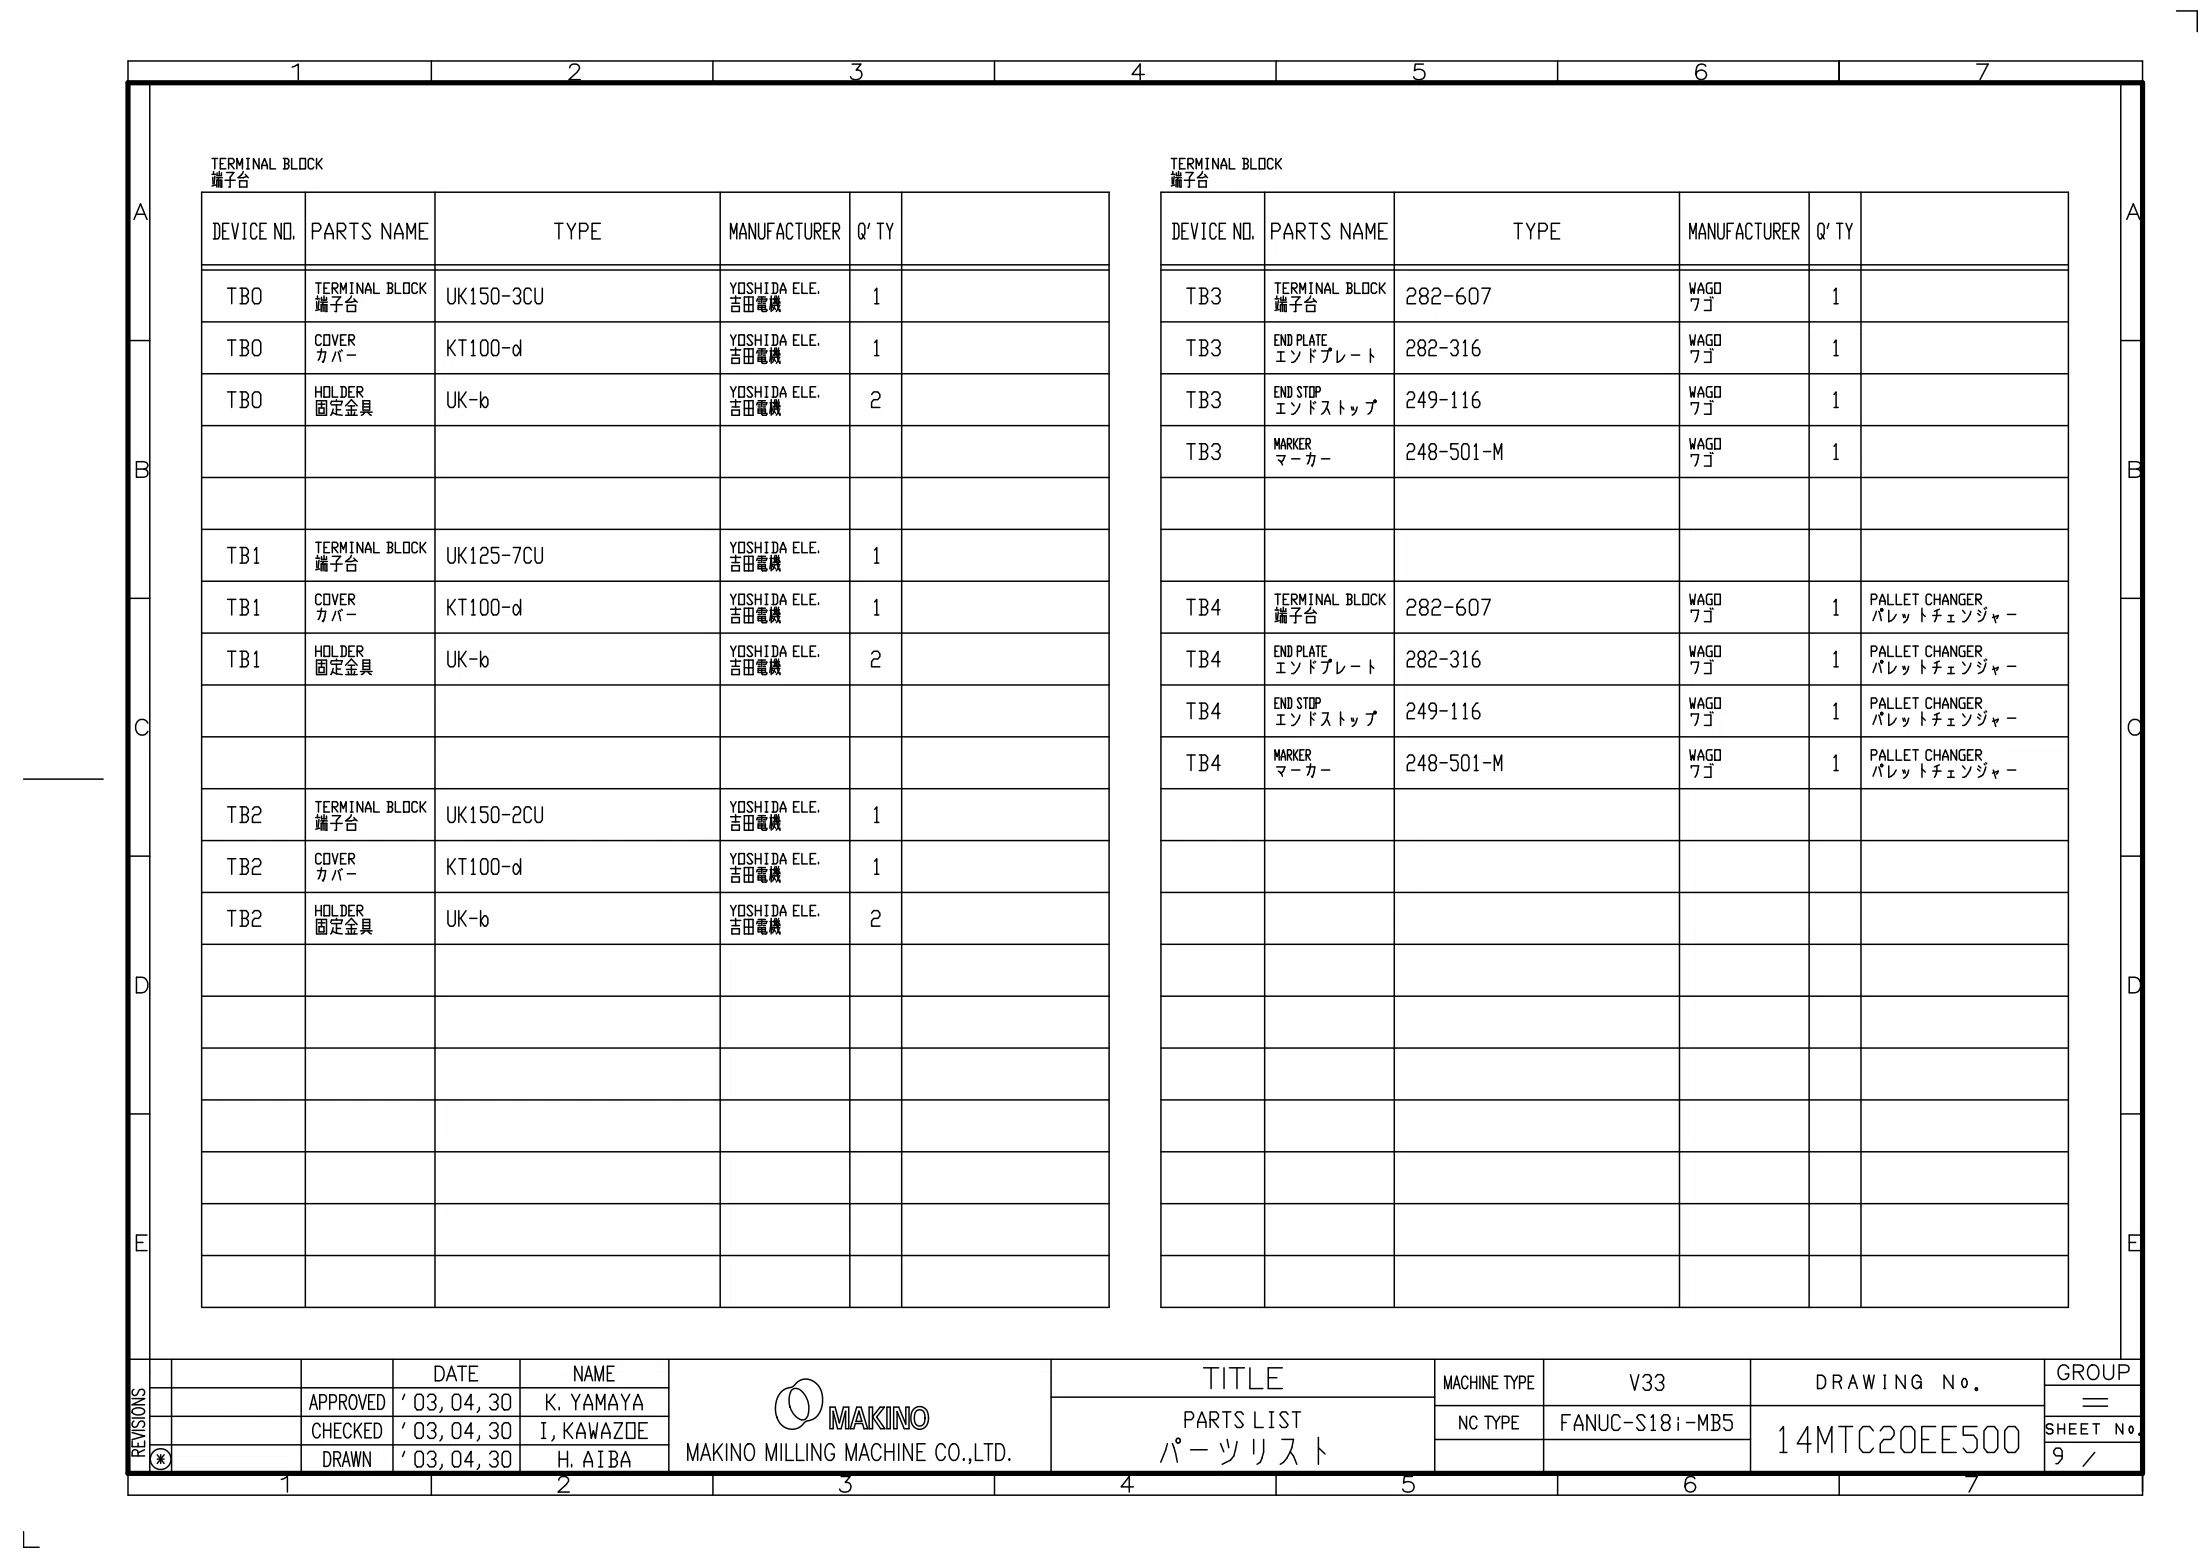 1 2 3 4 5 6 7
TERMINAL BLOCK
端子台
DEVICE NO. PARTS NAME TYPE MANUFACTURER Q'TY
TB0 TERMINAL BLOCK 端子台 UK150-3CU YOSHIDA ELE. 吉田電機 1
TB0 COVER カバー KT100-d YOSHIDA ELE. 吉田電機 1
TB0 HOLDER 固定金具 UK-b YOSHIDA ELE. 吉田電機 2
TB1 TERMINAL BLOCK 端子台 UK125-7CU YOSHIDA ELE. 吉田電機 1
TB1 COVER カバー KT100-d YOSHIDA ELE. 吉田電機 1
TB1 HOLDER 固定金具 UK-b YOSHIDA ELE. 吉田電機 2
TB2 TERMINAL BLOCK 端子台 UK150-2CU YOSHIDA ELE. 吉田電機 1
TB2 COVER カバー KT100-d YOSHIDA ELE. 吉田電機 1
TB2 HOLDER 固定金具 UK-b YOSHIDA ELE. 吉田電機 2
TERMINAL BLOCK
端子台
DEVICE NO. PARTS NAME TYPE MANUFACTURER Q'TY
TB3 TERMINAL BLOCK 端子台 282-607 WAGO ワゴ 1
TB3 END PLATE エンドプレート 282-316 WAGO ワゴ 1
TB3 END STOP エンドストップ 249-116 WAGO ワゴ 1
TB3 MARKER マーカー 248-501-M WAGO ワゴ 1
TB4 TERMINAL BLOCK 端子台 282-607 WAGO ワゴ 1 PALLET CHANGER パレットチェンジャー
TB4 END PLATE エンドプレート 282-316 WAGO ワゴ 1 PALLET CHANGER パレットチェンジャー
TB4 END STOP エンドストップ 249-116 WAGO ワゴ 1 PALLET CHANGER パレットチェンジャー
TB4 MARKER マーカー 248-501-M WAGO ワゴ 1 PALLET CHANGER パレットチェンジャー
A A
B B
C C
D D
E E
REVISIONS
DATE NAME
APPROVED '03,04,30 K. YAMAYA
CHECKED '03,04,30 I, KAWAZOE
DRAWN '03,04,30 H. AIBA
MAKINO
MAKINO MILLING MACHINE CO.,LTD.
TITLE
PARTS LIST
パーツリスト
MACHINE TYPE V33
NC TYPE FANUC-S18i-MB5
DRAWING No.
14MTC20EE500
GROUP
=
SHEET No.
9 /
1 2 3 4 5 6 7